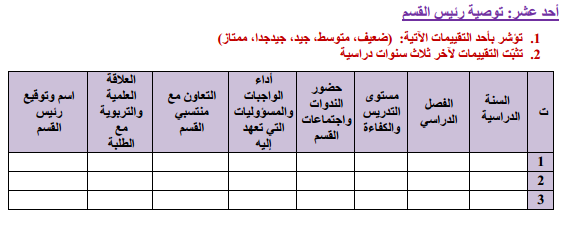 أحد عشر: توصية رئيس القسم
1. تؤشر بأحد التقييمات الآتية: (ضعيف، متوسط، جيد، جيدجدا، ممتاز)
2. تثبت التقييمات لآخر ثلاث سنوات دراسية
ت
السنة
الدراسية
الفصل
الدراسي
مستوى
التدريس
والكفاءة
حضور
الندوات
واجتماعات
القسم
أداء
الواجبات
والمسؤوليات
التي تعهد
إليه
التعاون مع
منتسبي
القسم
العلاقة
العلمية
والتربوية
مع
الطلبة
اسم وتوقيع
رئيس
القسم
1
2
3